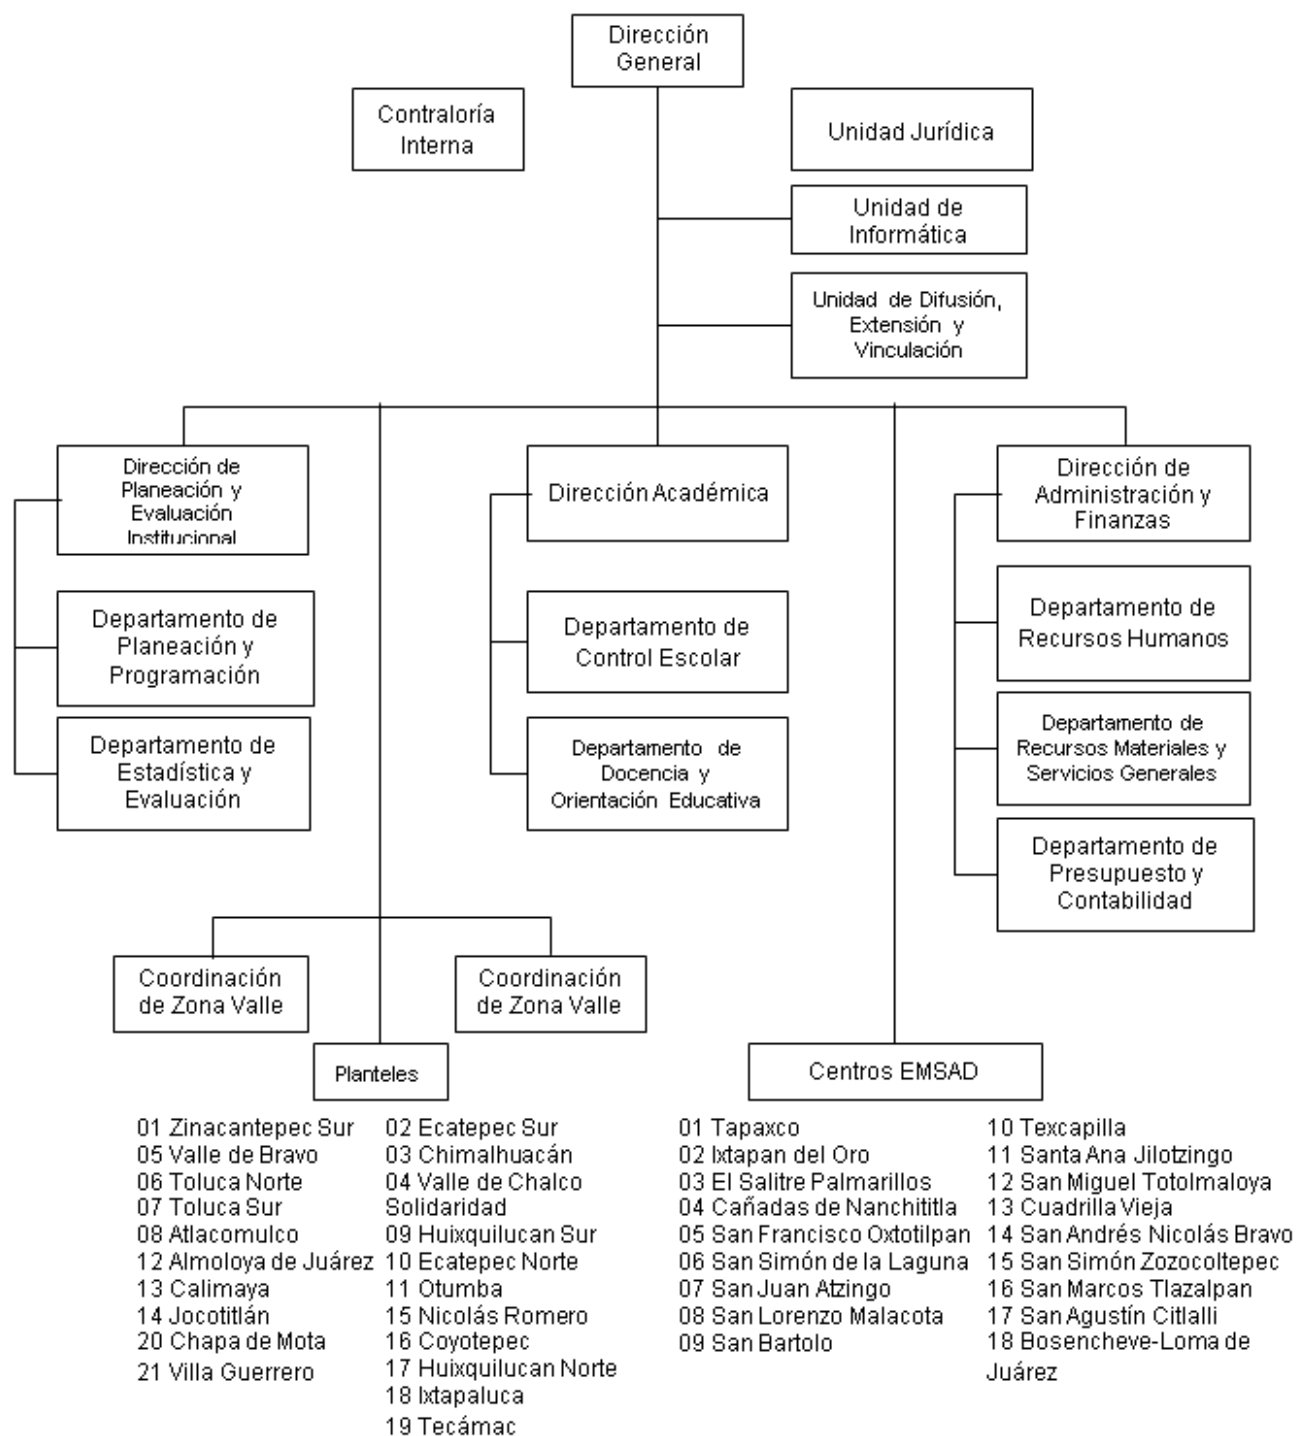 Dirección
General
Contraloría
Interna
Unidad Jurídica
Unidad de
Informática
Unidad de Difusión,
Extensión y
Vinculación
Dirección de
Planeación y
Evaluación
Institucional
Dirección Académica
Dirección de
Administración y
Finanzas
Departamento de
Planeación y
Programación
Departamento de
Control Escolar
Departamento de
Recursos Humanos
Departamento de
Estadística y
Evaluación
Departamento de
Docencia y
Orientación Educativa
Departamento de
Recursos Materiales y
Servicios Generales
Departamento de
Presupuesto y
Contabilidad
Coordinación
de Zona Valle
Coordinación
de Zona Valle
Planteles
Centros EMSAD
01 Zinacantepec Sur
05 Valle de Bravo
06 Toluca Norte
07 Toluca Sur
08 Atlacomulco
12 Almoloya de Juárez
13 Calimaya
14 Jocotitlán
20 Chapa de Mota
21 Villa Guerrero
02 Ecatepec Sur
03 Chimalhuacán
04 Valle de Chalco
Solidaridad
09 Huixquilucan Sur
10 Ecatepec Norte
11 Otumba
15 Nicolás Romero
16 Coyotepec
17 Huixquilucan Norte
18 Ixtapaluca
19 Tecámac
01 Tapaxco
02 Ixtapan del Oro
03 El Salitre Palmarillos
04 Cañadas de Nanchititla
05 San Francisco Oxtotilpan
06 San Simón de la Laguna
07 San Juan Atzingo
08 San Lorenzo Malacota
09 San Bartolo
10 Texcapilla
11 Santa Ana Jilotzingo
12 San Miguel Totolmaloya
13 Cuadrilla Vieja
14 San Andrés Nicolás Bravo
15 San Simón Zozocoltepec
16 San Marcos Tlazalpan
17 San Agustín Citlalli
18 Bosencheve-Loma de
Juárez